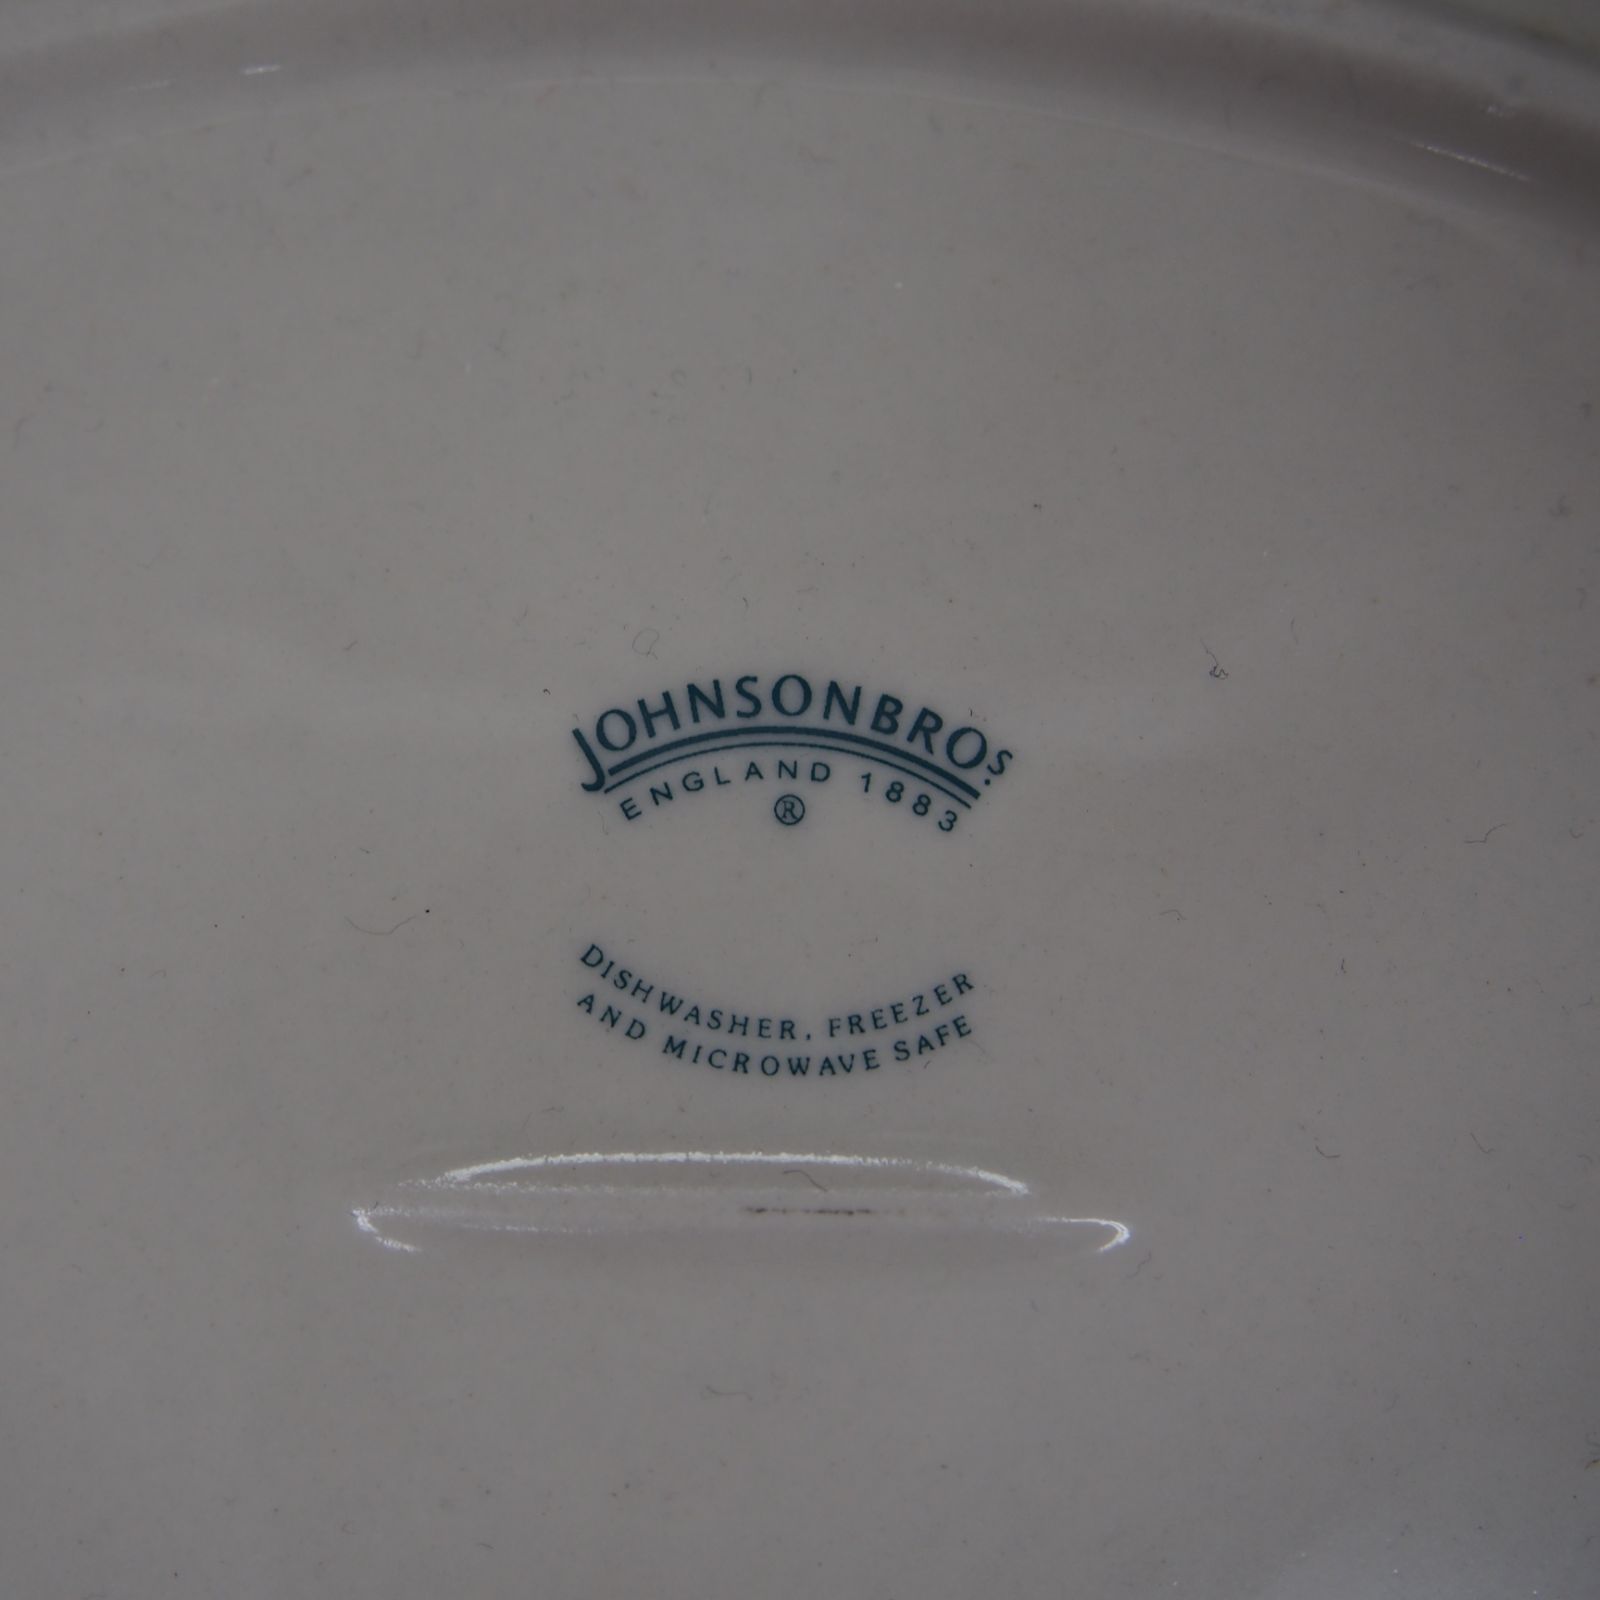 JOHNSONBROS.
ENGLAND 1883
®
DISHWASHER, FREEZER
AND MICROWAVE SAFE